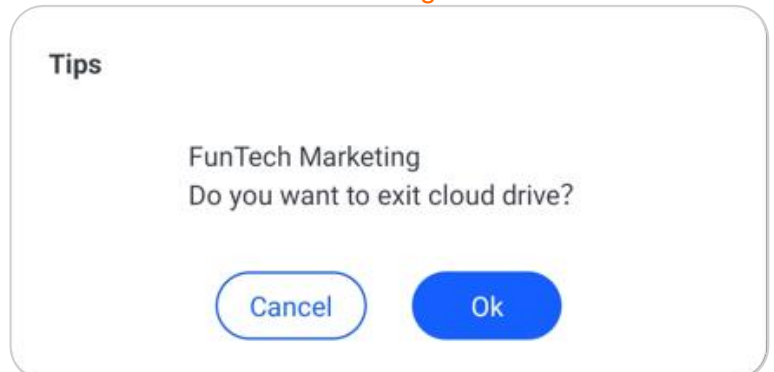 Tips
FunTech Marketing
Do you want to exit cloud drive?
Cancel
Ok